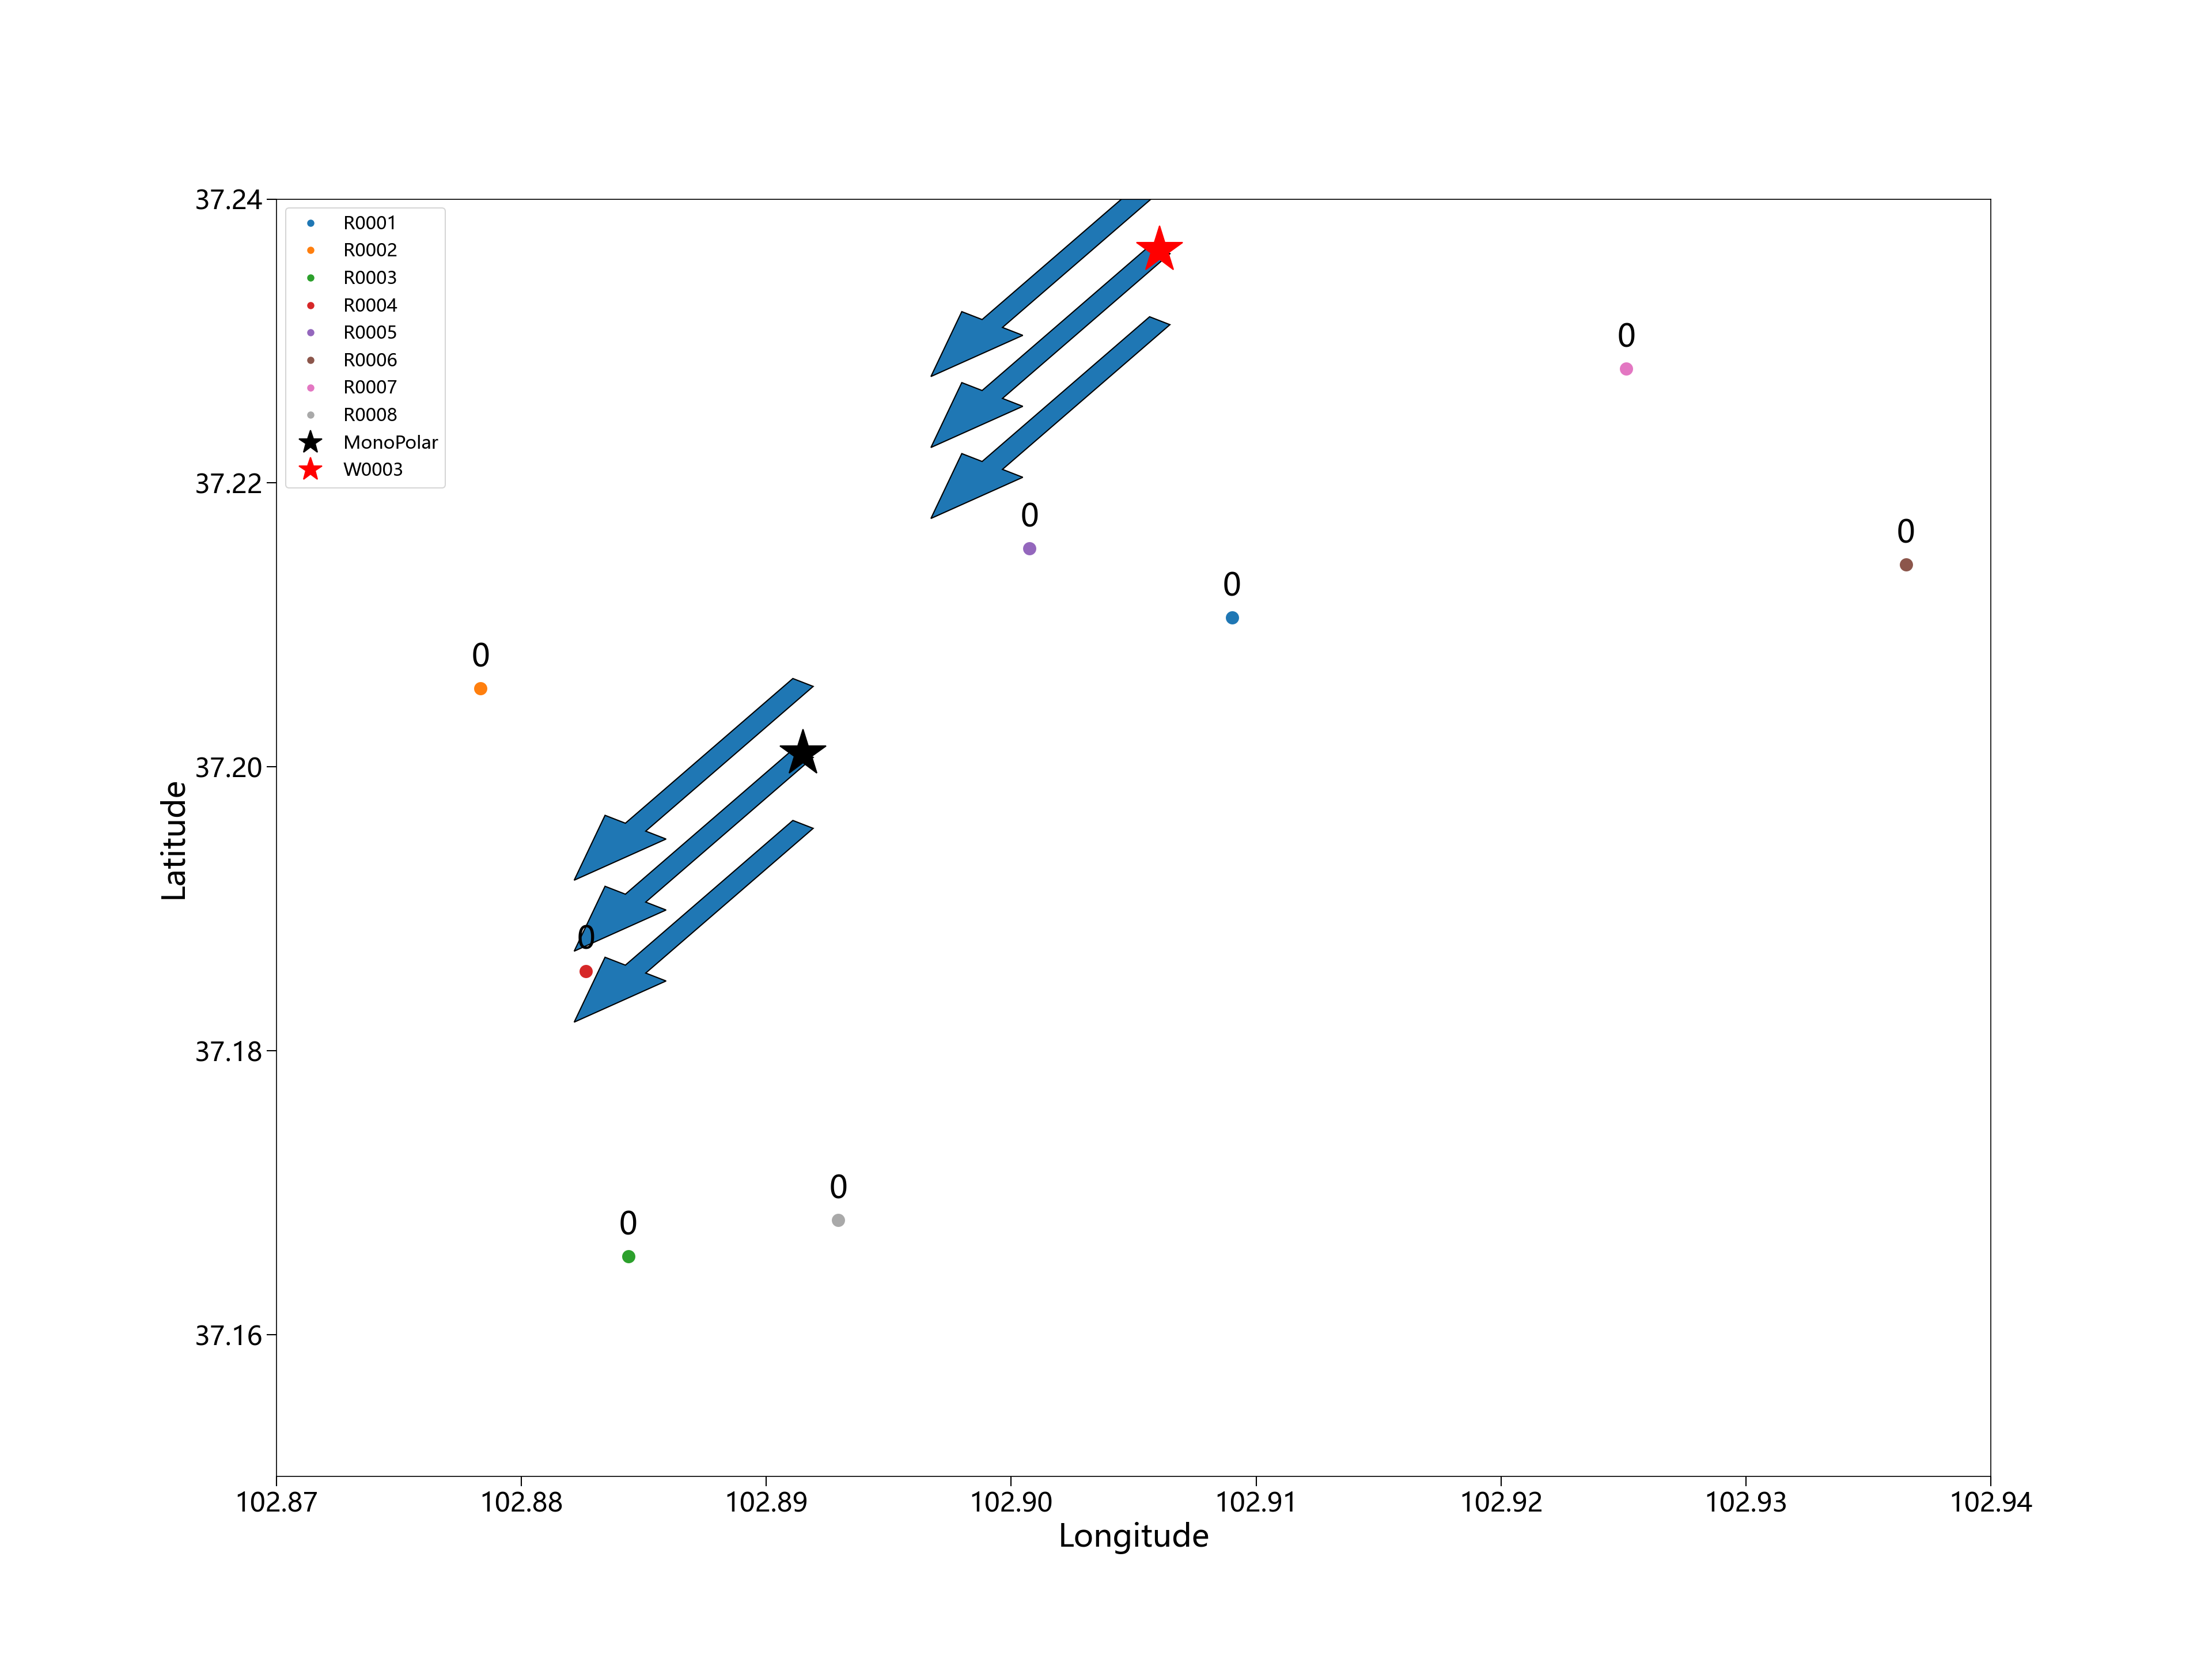 37.24
R0001
R0002
R0003
R0004
R0005
R0006
R0007
R0008
MonoPolar
W0003
0
37.22
0
0
0
0
37.20
Latitude
0
37.18
0
0
37.16
102.87 102.88 102.89 102.90 102.91 102.92 102.93 102.94
Longitude